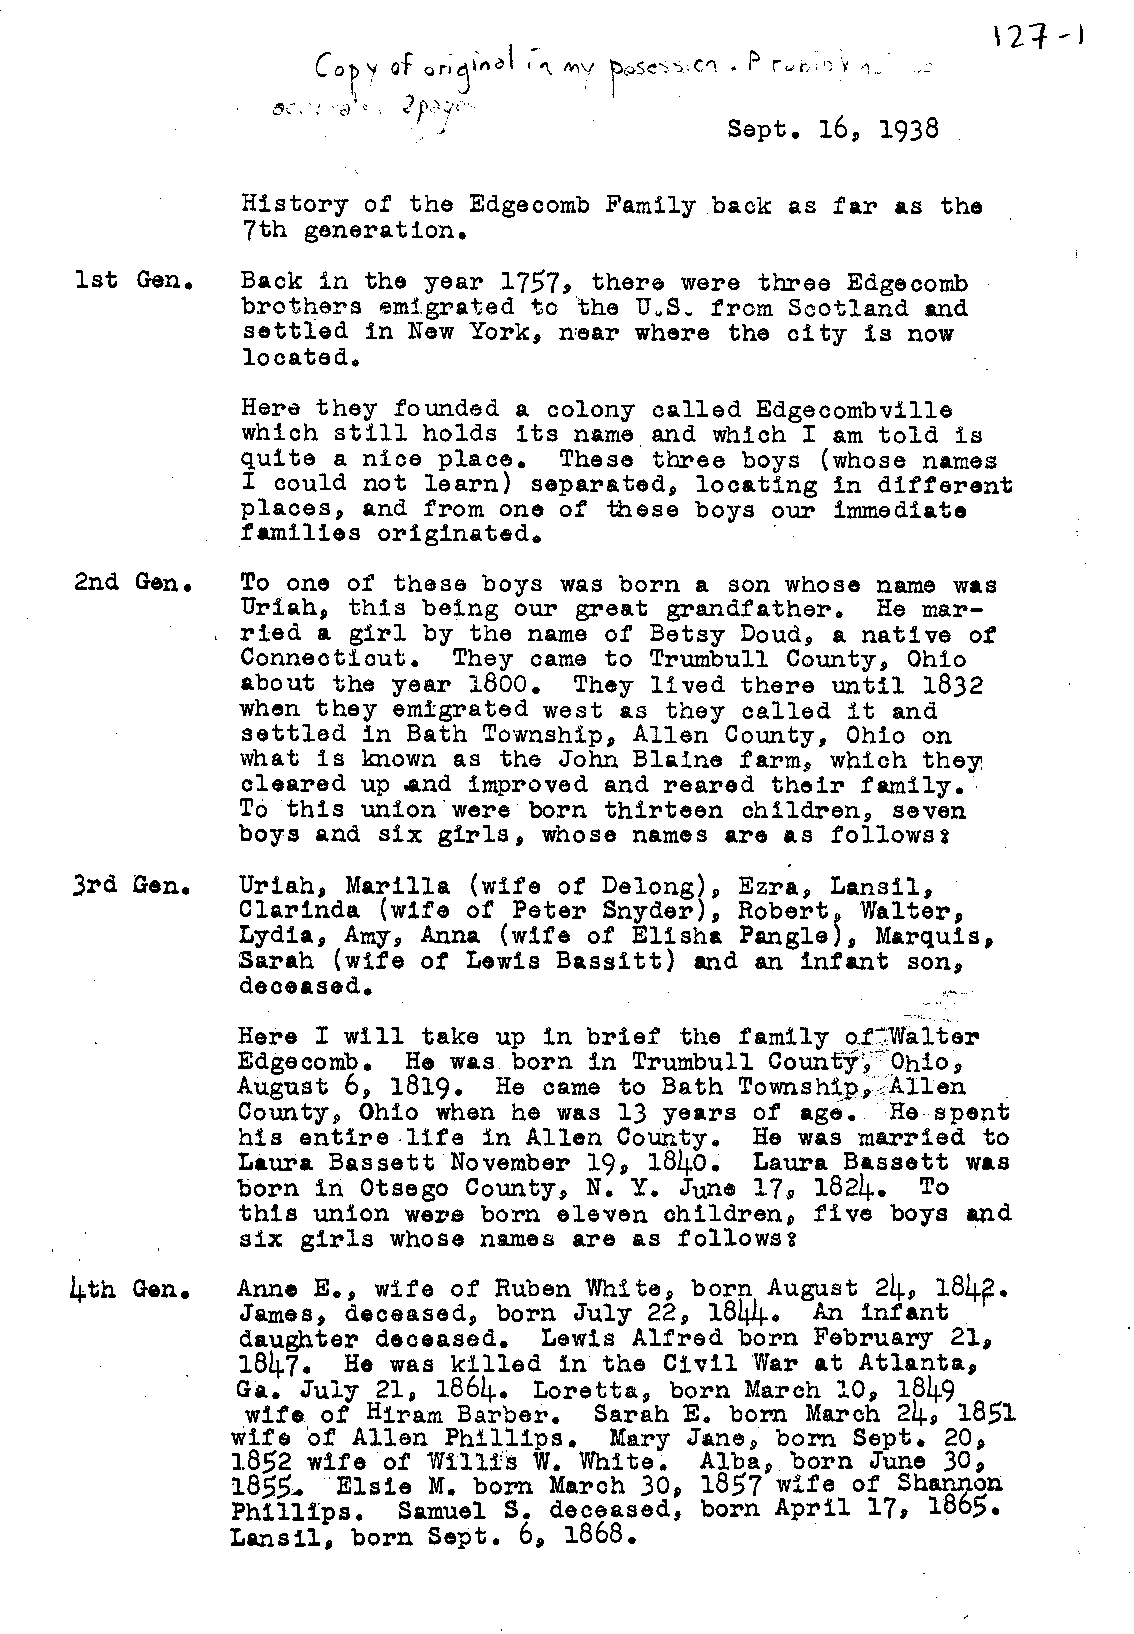 127-1
Copy of original in my posession.
2 pages
Sept. 16, 1938
History of the Edgecomb Family back as far as the
7th generation.
1st Gen. Back in the year 1757, there were three Edgecomb
brothers emigrated to the U.S. from Scotland and
settled in New York, near where the city is now
located.
Here they founded a colony called Edgecombville
which still holds its name and which I am told is
quite a nice place. These three boys (whose names
I could not learn) separated, locating in different
places, and from one of these boys our immediate
families originated.
2nd Gen. To one of these boys was born a son whose name was
Uriah, this being our great grandfather. He mar-
ried a girl by the name of Betsy Doud, a native of
Connecticut. They came to Trumbull County, Ohio
about the year 1800. They lived there until 1832
when they emigrated west as they called it and
settled in Bath Township, Allen County, Ohio on
what is known as the John Blaine farm, which they
cleared up and improved and reared their family.
To this union were born thirteen children, seven
boys and six girls, whose names are as follows:
3rd Gen. Uriah, Marilla (wife of Delong), Ezra, Lansil,
Clarinda (wife of Peter Snyder), Robert, Walter,
Lydia, Amy, Anna (wife of Elisha Pangle), Marquis,
Sarah (wife of Lewis Bassitt) and an infant son,
deceased.
Here I will take up in brief the family of Walter
Edgecomb. He was born in Trumbull County, Ohio,
August 6, 1819. He came to Bath Township, Allen
County, Ohio when he was 13 years of age. He spent
his entire life in Allen County. He was married to
Laura Bassett November 19, 1840. Laura Bassett was
born in Otsego County, N. Y. June 17, 1824. To
this union were born eleven children, five boys and
six girls whose names are as follows:
4th Gen. Anne E., wife of Ruben White, born August 24, 1842.
James, deceased, born July 22, 1844. An infant
daughter deceased. Lewis Alfred born February 21,
1847. He was killed in the Civil War at Atlanta,
Ga. July 21, 1864. Loretta, born March 10, 1849
wife of Hiram Barber. Sarah E. born March 24, 1851
wife of Allen Phillips. Mary Jane, born Sept. 20,
1852 wife of Willis W. White. Alba, born June 30,
1855. Elsie M. born March 30, 1857 wife of Shannon
Phillips. Samuel S. deceased, born April 17, 1865.
Lansil, born Sept. 6, 1868.